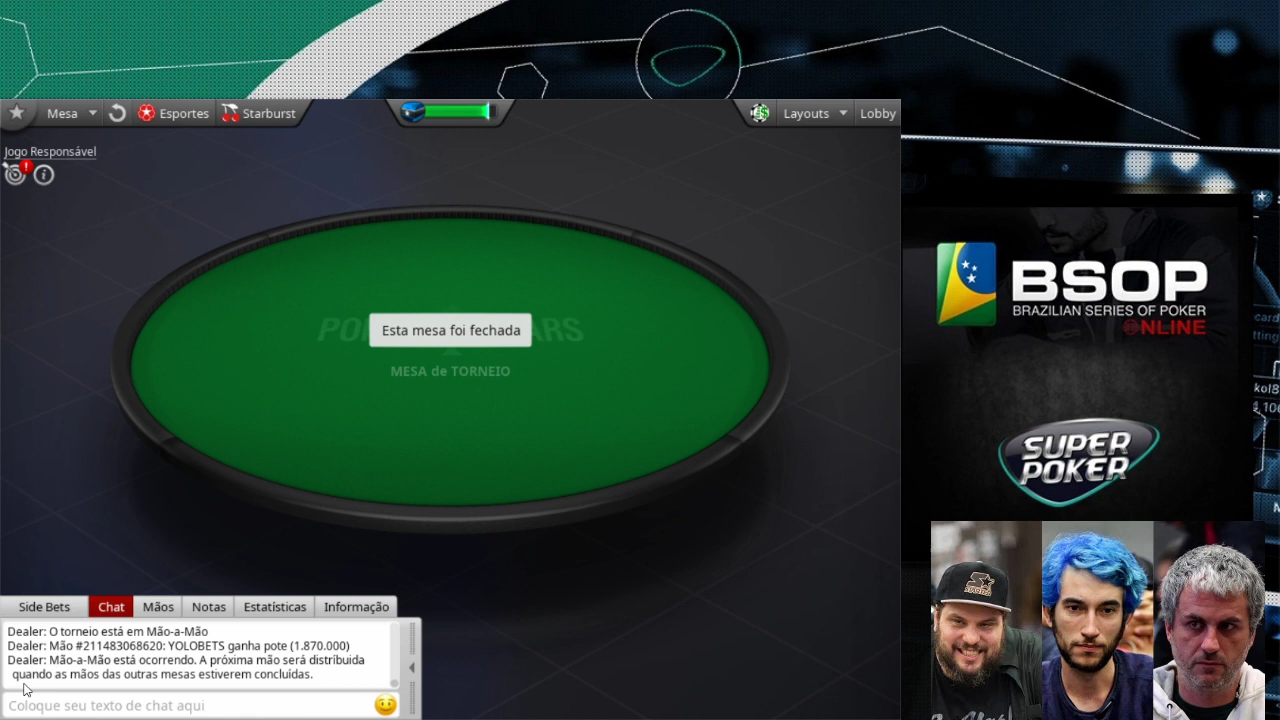 Mesa
Esportes
Starburst
Layouts
Lobby
Jogo Responsável
BSOP
BRAZILIAN SERIES OF POKER
ONLINE
Esta mesa foi fechada
MESA de TORNEIO
SUPER
POKER
Side Bets
Chat
Mãos
Notas
Estatísticas
Informação
Dealer: O torneio está em Mão-a-Mão
Dealer: Mão #211483068620: YOLOBETS ganha pote (1.870.000)
Dealer: Mão-a-Mão está ocorrendo. A próxima mão será distribuida
quando as mãos das outras mesas estiverem concluidas.
Coloque seu texto de chat aqui